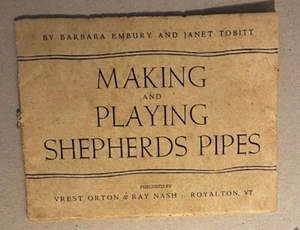 BY BARBARA EMBURY AND JANET TOBITT
MAKING
AND
PLAYING
SHEPHERDS PIPES
PUBLISHED BY
VREST ORTON & RAY NASH :: ROYALTON, VT.